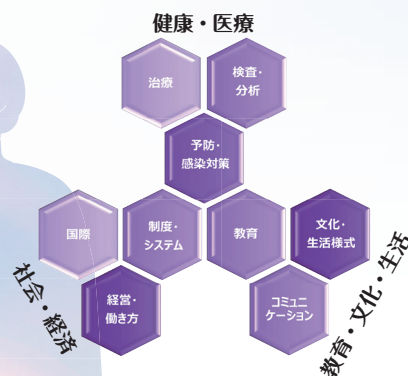 健康・医療
治療
検査・
分析
予防・
感染対策
国際
制度・
システム
教育
文化・
生活様式
経営・
働き方
コミュニ
ケーション
社会・経済
教育・文化・生活